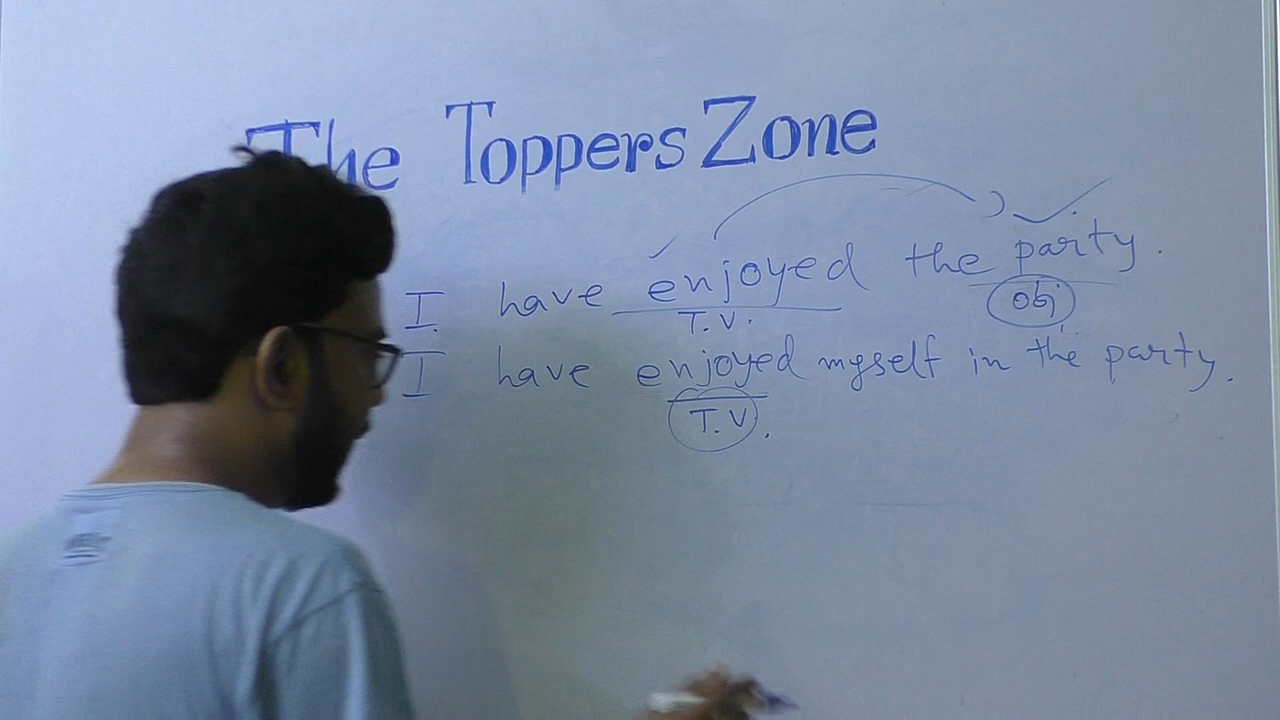 The Toppers Zone
I have enjoyed the party.
T.V. Obj
I have enjoyed myself in the party.
T.V.